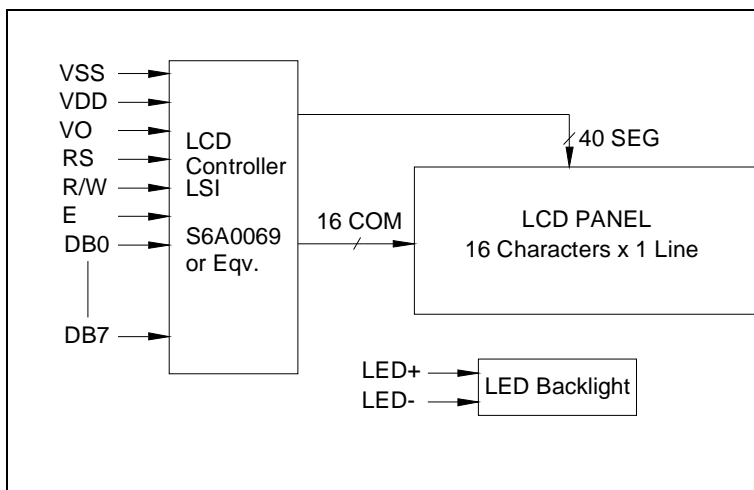 VSS
VDD
VO
RS
R/W
E
DB0
DB7
LCD
Controller
LSI
S6A0069
or Eqv.
40 SEG
16 COM
LCD PANEL
16 Characters x 1 Line
LED+
LED-
LED Backlight